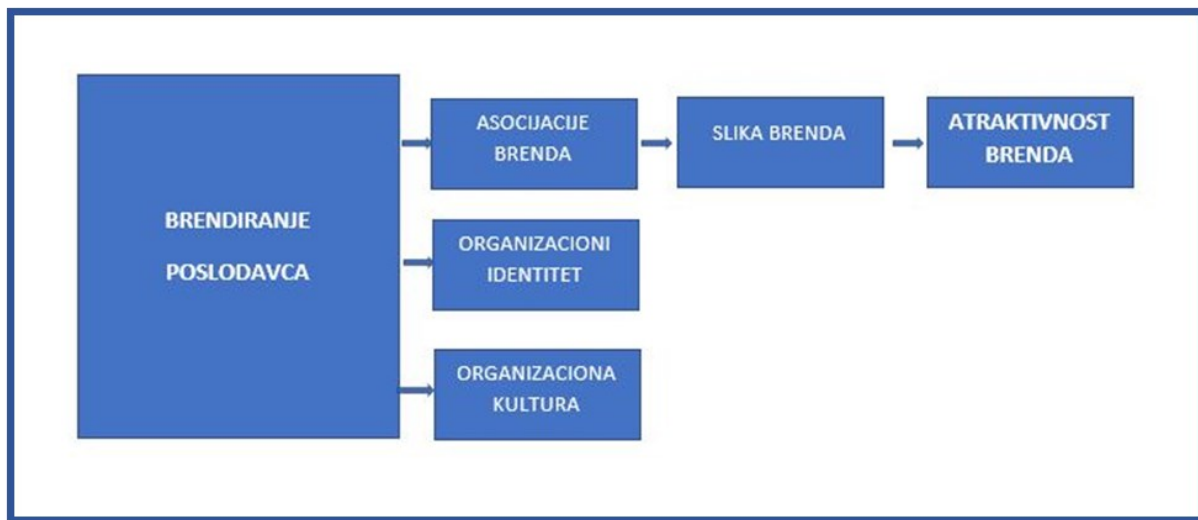 BRENDIRANJE
POSLODAVCA
ASOCIJACIJE
BRENDA
SLIKA BRENDA
ATRAKTIVNOST
BRENDA
ORGANIZACIONI
IDENTITET
ORGANIZACIONA
KULTURA